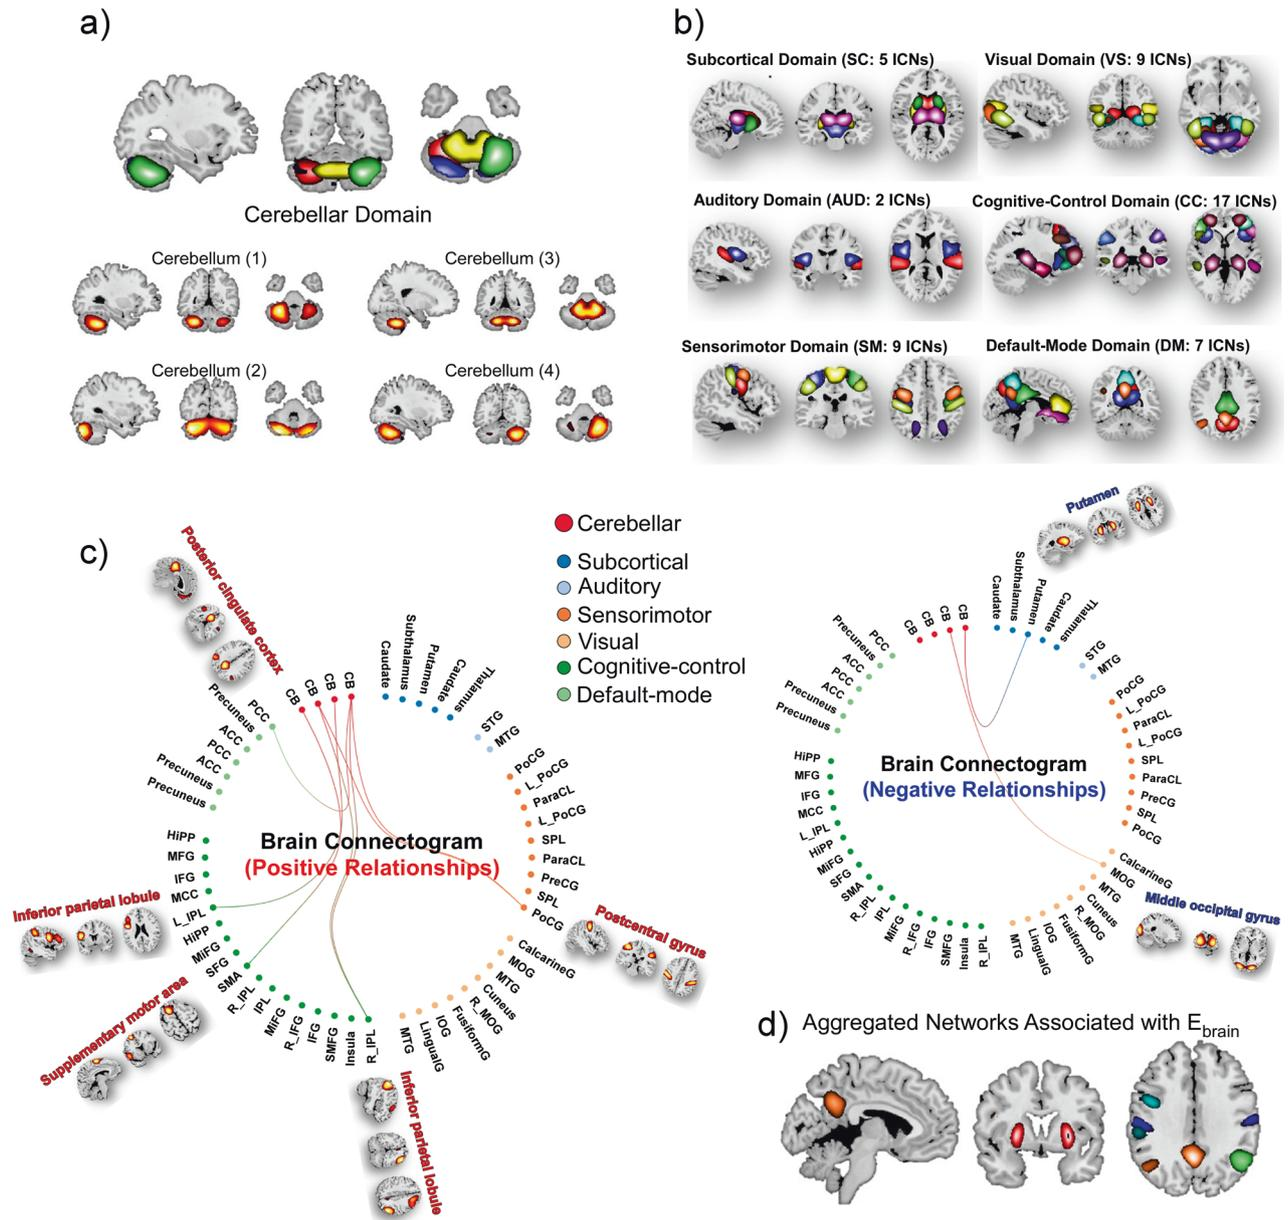 a)
Cerebellar Domain
Cerebellum (1)
Cerebellum (3)
Cerebellum (2)
Cerebellum (4)
b)
Subcortical Domain (SC: 5 ICNs)
Visual Domain (VS: 9 ICNs)
Auditory Domain (AUD: 2 ICNs)
Cognitive-Control Domain (CC: 17 ICNs)
Sensorimotor Domain (SM: 9 ICNs)
Default-Mode Domain (DM: 7 ICNs)
c)
Cerebellar
Subcortical
Auditory
Sensorimotor
Visual
Cognitive-control
Default-mode
Posterior cingulate cortex
CB
CB
CB
CB
Caudate
Subthalamus
Putamen
Caudate
Thalamus
STG
MTG
PoCG
L_PoCG
ParaCL
L_PoCG
SPL
ParaCL
PreCG
SPL
PoCG
Postcentral gyrus
CalcarineG
MOG
MTG
Cuneus
R_MOG
FusiformG
IOG
LingualG
MTG
R_IPL
Inferior parietal lobule
Insula
SMFG
IFG
R_IFG
MiFG
IPL
R_IPL
SMA
Supplementary motor area
SFG
MiFG
HiPP
L_IPL
Inferior parietal lobule
MCC
IFG
MFG
HiPP
Precuneus
Precuneus
ACC
PCC
ACC
Precuneus
PCC
Brain Connectogram
(Positive Relationships)
Putamen
CB
CB
CB
CB
Caudate
Subthalamus
Putamen
Caudate
Thalamus
STG
MTG
PoCG
L_PoCG
ParaCL
L_PoCG
SPL
ParaCL
PreCG
SPL
PoCG
CalcarineG
MOG
Middle occipital gyrus
MTG
Cuneus
R_MOG
FusiformG
IOG
LingualG
MTG
R_IPL
Insula
SMFG
IFG
R_IFG
MiFG
IPL
R_IPL
SMA
SFG
MiFG
HiPP
L_IPL
MCC
IFG
MFG
HiPP
Precuneus
Precuneus
ACC
PCC
ACC
Precuneus
PCC
Brain Connectogram
(Negative Relationships)
d)
Aggregated Networks Associated with Ebrain